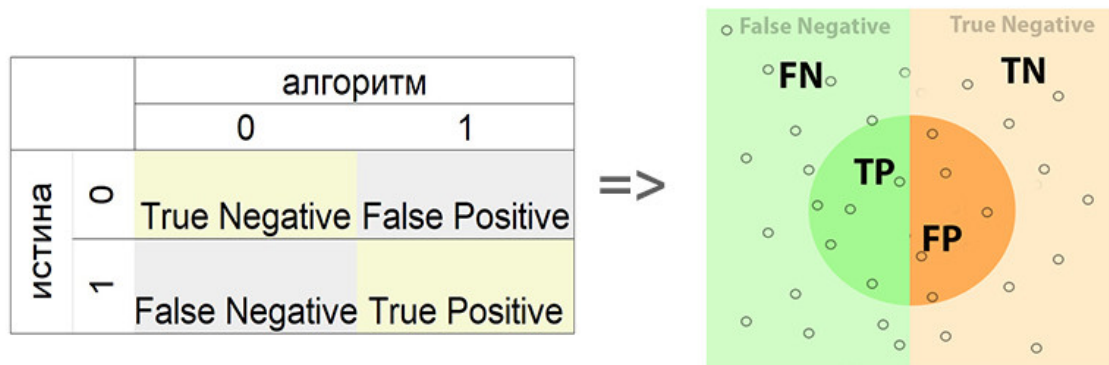 алгоритм
0 1
истина
0 True Negative False Positive
1 False Negative True Positive
=>
False Negative True Negative
FN TN
TP
FP